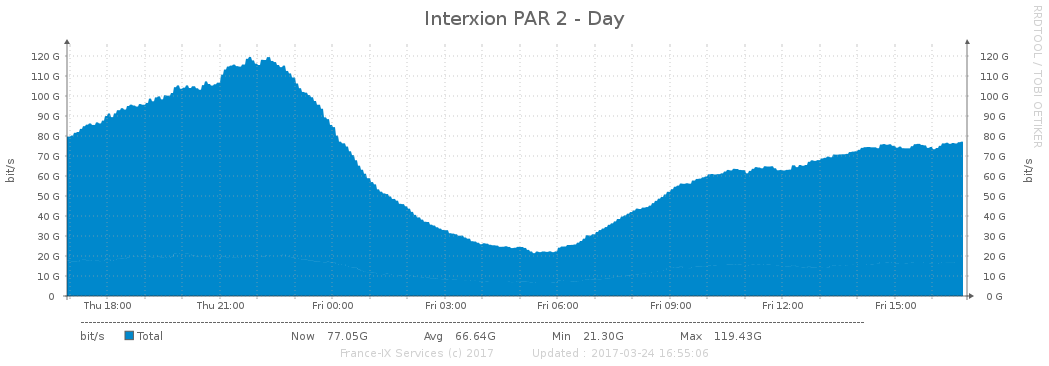 Interxion PAR 2 - Day
RRDTOOL / TOBI OETIKER
120 G 120 G
110 G 110 G
100 G 100 G
90 G 90 G
80 G 80 G
70 G 70 G
60 G 60 G
50 G 50 G
40 G 40 G
30 G 30 G
20 G 20 G
10 G 10 G
0 0 G
bit/s bit/s
Thu 18:00 Thu 21:00 Fri 00:00 Fri 03:00 Fri 06:00 Fri 09:00 Fri 12:00 Fri 15:00
bit/s Total Now 77.05G Avg 66.64G Min 21.30G Max 119.43G
France-IX Services (c) 2017 Updated : 2017-03-24 16:55:06